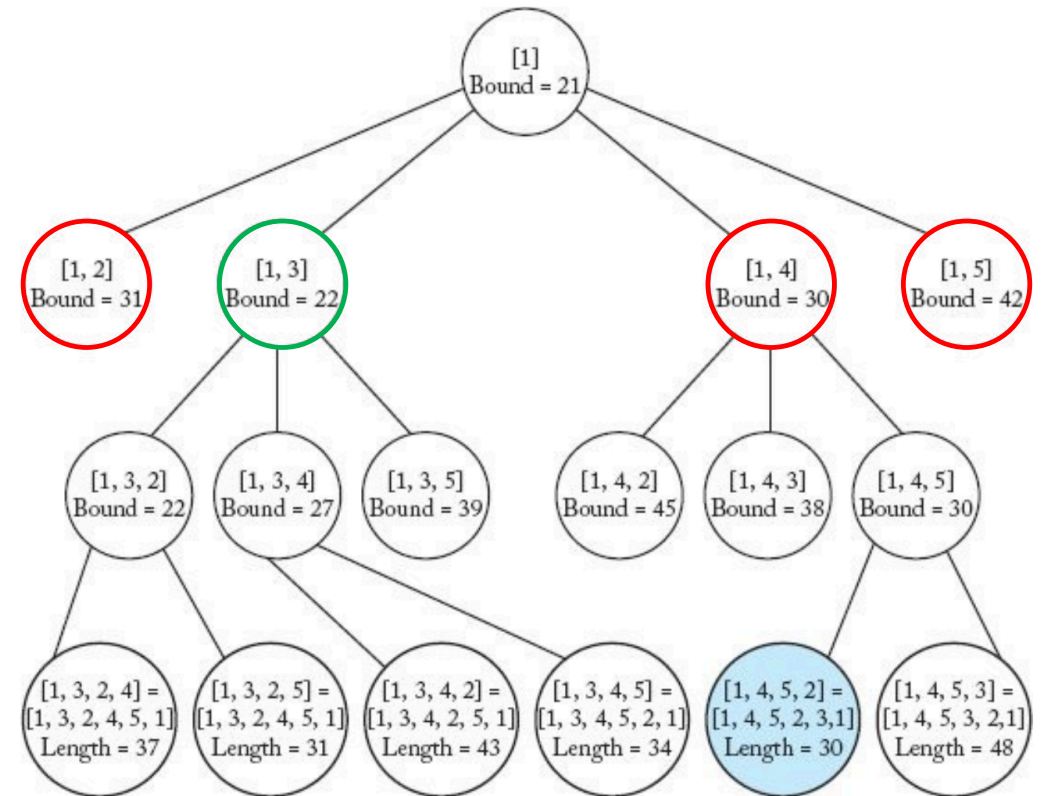 [1]
Bound = 21
[1, 2]
Bound = 31
[1, 3]
Bound = 22
[1, 4]
Bound = 30
[1, 5]
Bound = 42
[1, 3, 2]
Bound = 22
[1, 3, 4]
Bound = 27
[1, 3, 5]
Bound = 39
[1, 4, 2]
Bound = 45
[1, 4, 3]
Bound = 38
[1, 4, 5]
Bound = 30
[1, 3, 2, 4] =
[1, 3, 2, 4, 5, 1]
Length = 37
[1, 3, 2, 5] =
[1, 3, 2, 4, 5, 1]
Length = 31
[1, 3, 4, 2] =
[1, 3, 4, 2, 5, 1]
Length = 43
[1, 3, 4, 5] =
[1, 3, 4, 5, 2, 1]
Length = 34
[1, 4, 5, 2] =
[1, 4, 5, 2, 3,1]
Length = 30
[1, 4, 5, 3] =
[1, 4, 5, 3, 2,1]
Length = 48